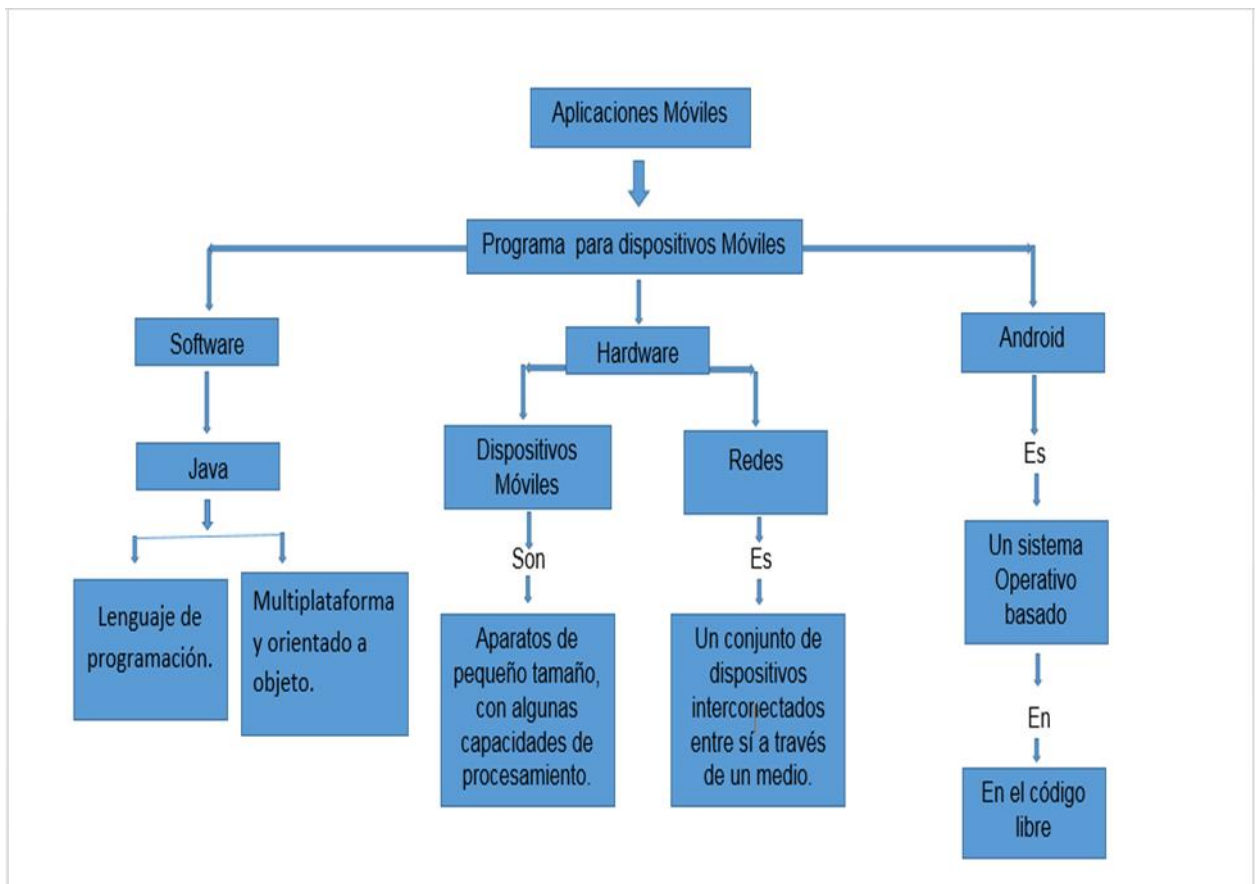 Aplicaciones Móviles
Programa para dispositivos Móviles
Software
Hardware
Android
Java
Dispositivos
Móviles
Redes
Es
Son
Es
Un sistema
Operativo
basado
Lenguaje de
programación.
Multiplataforma
y orientado a
objeto.
Aparatos de
pequeño tamaño,
con algunas
capacidades de
procesamiento.
Un conjunto de
dispositivos
interconectados
entre sí a través
de un medio.
En
En el código
libre